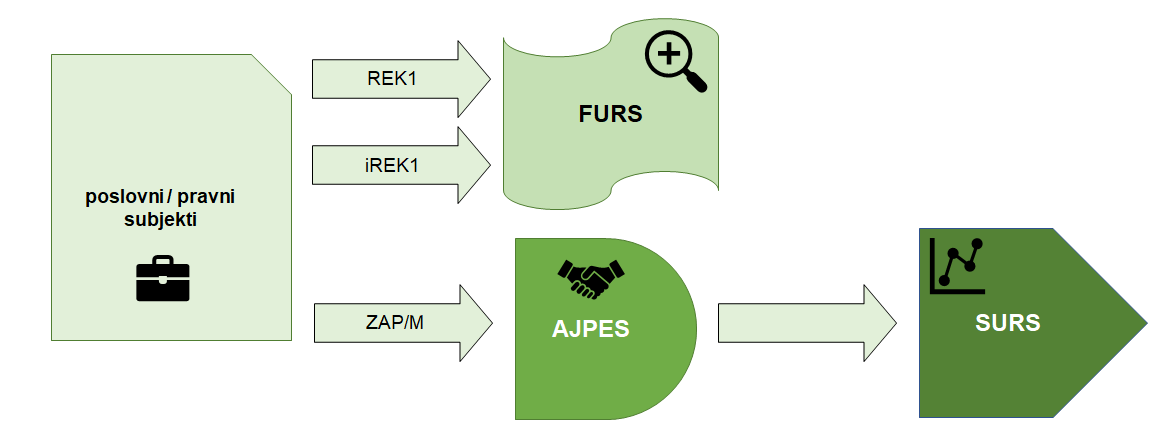 poslovni / pravni
subjekti
REK1
iREK1
FURS
ZAP/M
AJPES
SURS